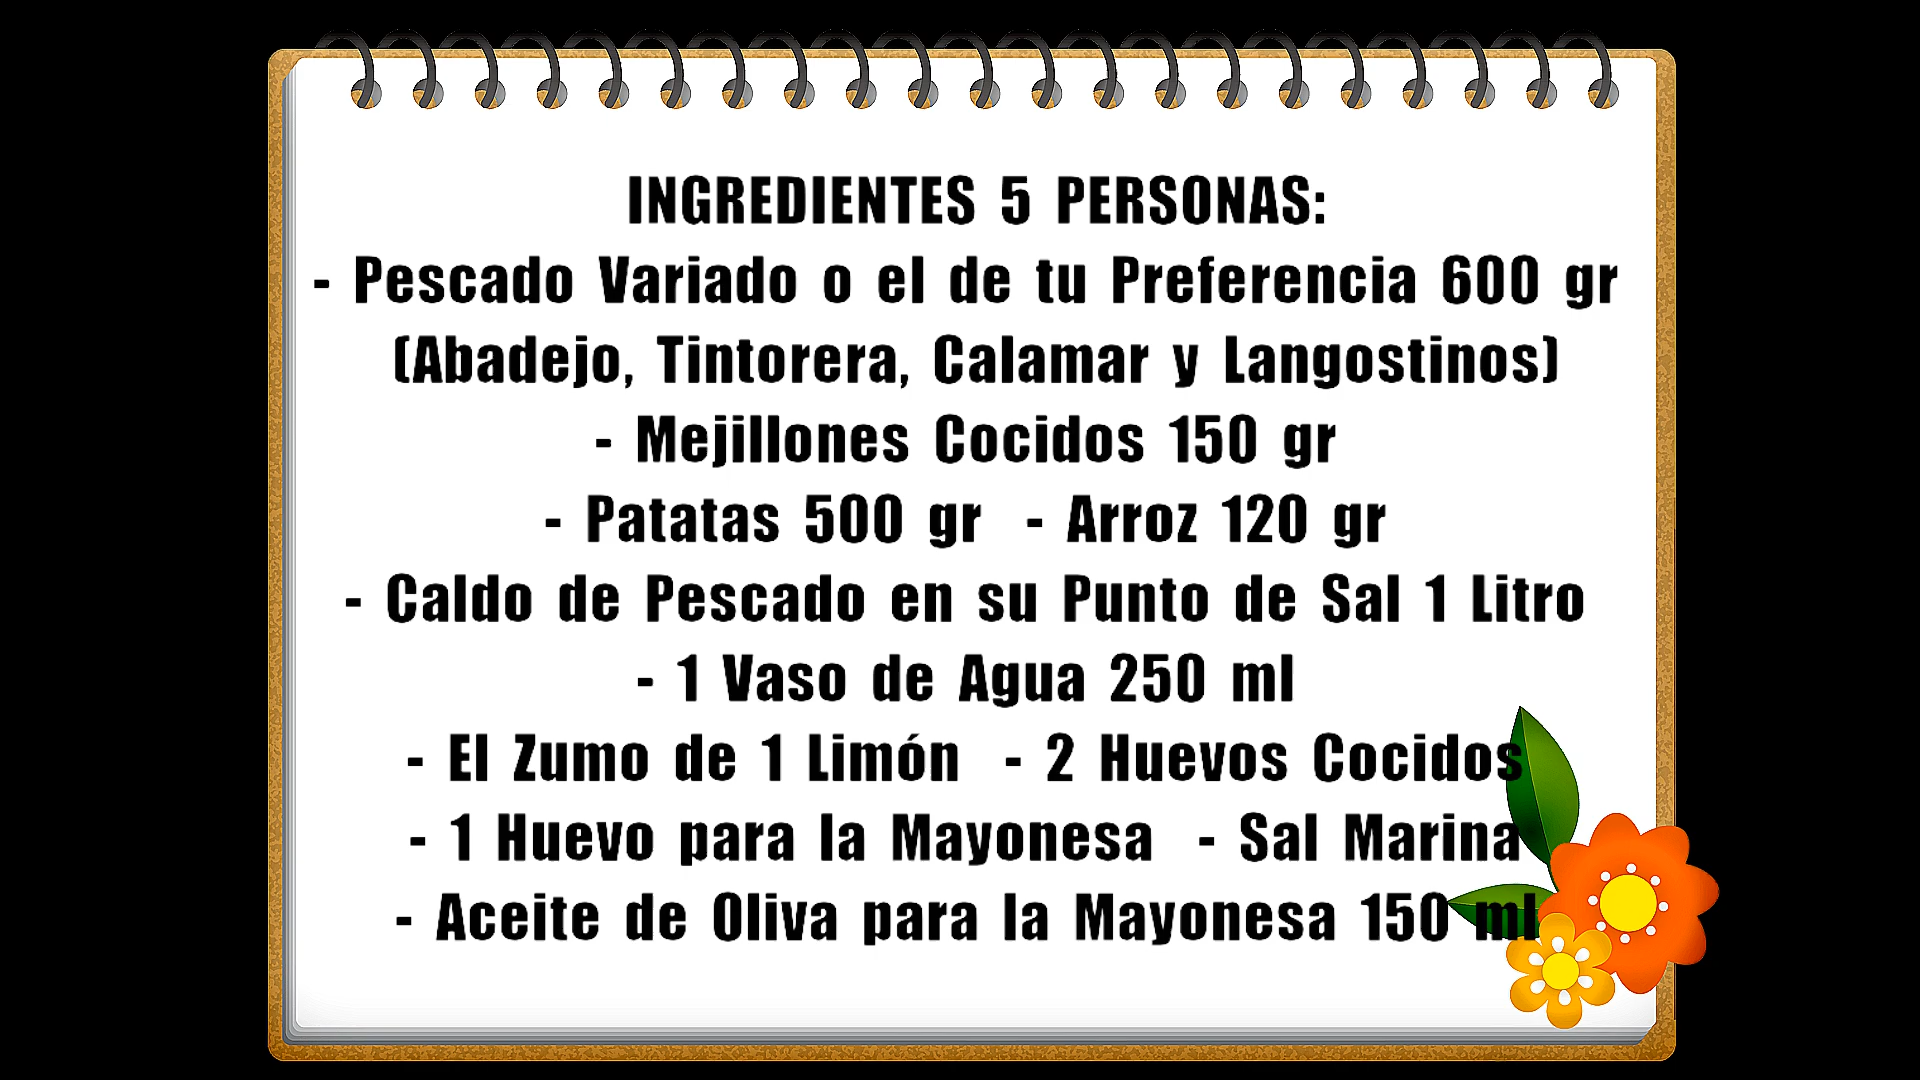 INGREDIENTES 5 PERSONAS:
- Pescado Variado o el de tu Preferencia 600 gr
(Abadejo, Tintorera, Calamar y Langostinos)
- Mejillones Cocidos 150 gr
- Patatas 500 gr - Arroz 120 gr
- Caldo de Pescado en su Punto de Sal 1 Litro
- 1 Vaso de Agua 250 ml
- El Zumo de 1 Limón - 2 Huevos Cocidos
- 1 Huevo para la Mayonesa - Sal Marina
- Aceite de Oliva para la Mayonesa 150 ml